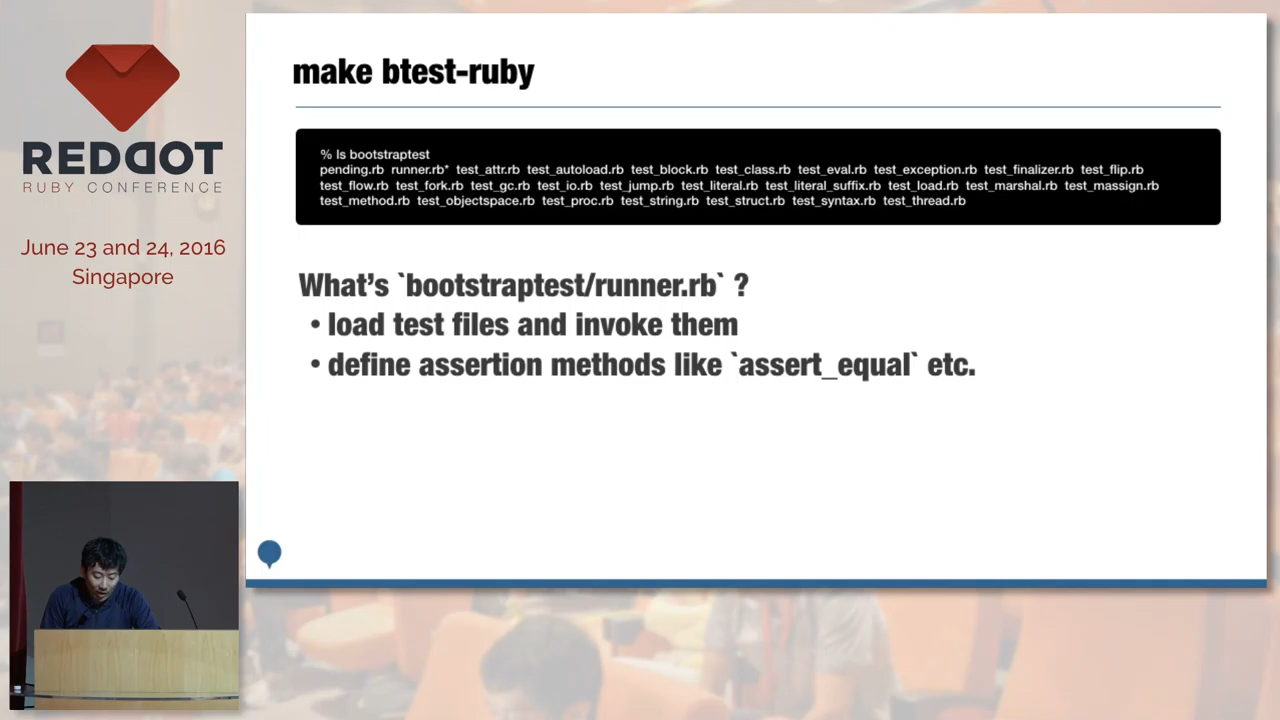 REDDOT
RUBY CONFERENCE
June 23 and 24, 2016
Singapore
make btest-ruby
% ls bootstraptest
pending.rb runner.rb* test_attr.rb test_autoload.rb test_block.rb test_class.rb test_eval.rb test_exception.rb test_finalizer.rb test_flip.rb
test_flow.rb test_fork.rb test_gc.rb test_io.rb test_jump.rb test_literal.rb test_literal_suffix.rb test_load.rb test_marshal.rb test_massign.rb
test_method.rb test_objectspace.rb test_proc.rb test_string.rb test_struct.rb test_syntax.rb test_thread.rb
What’s `bootstraptest/runner.rb` ?
• load test files and invoke them
• define assertion methods like `assert_equal` etc.